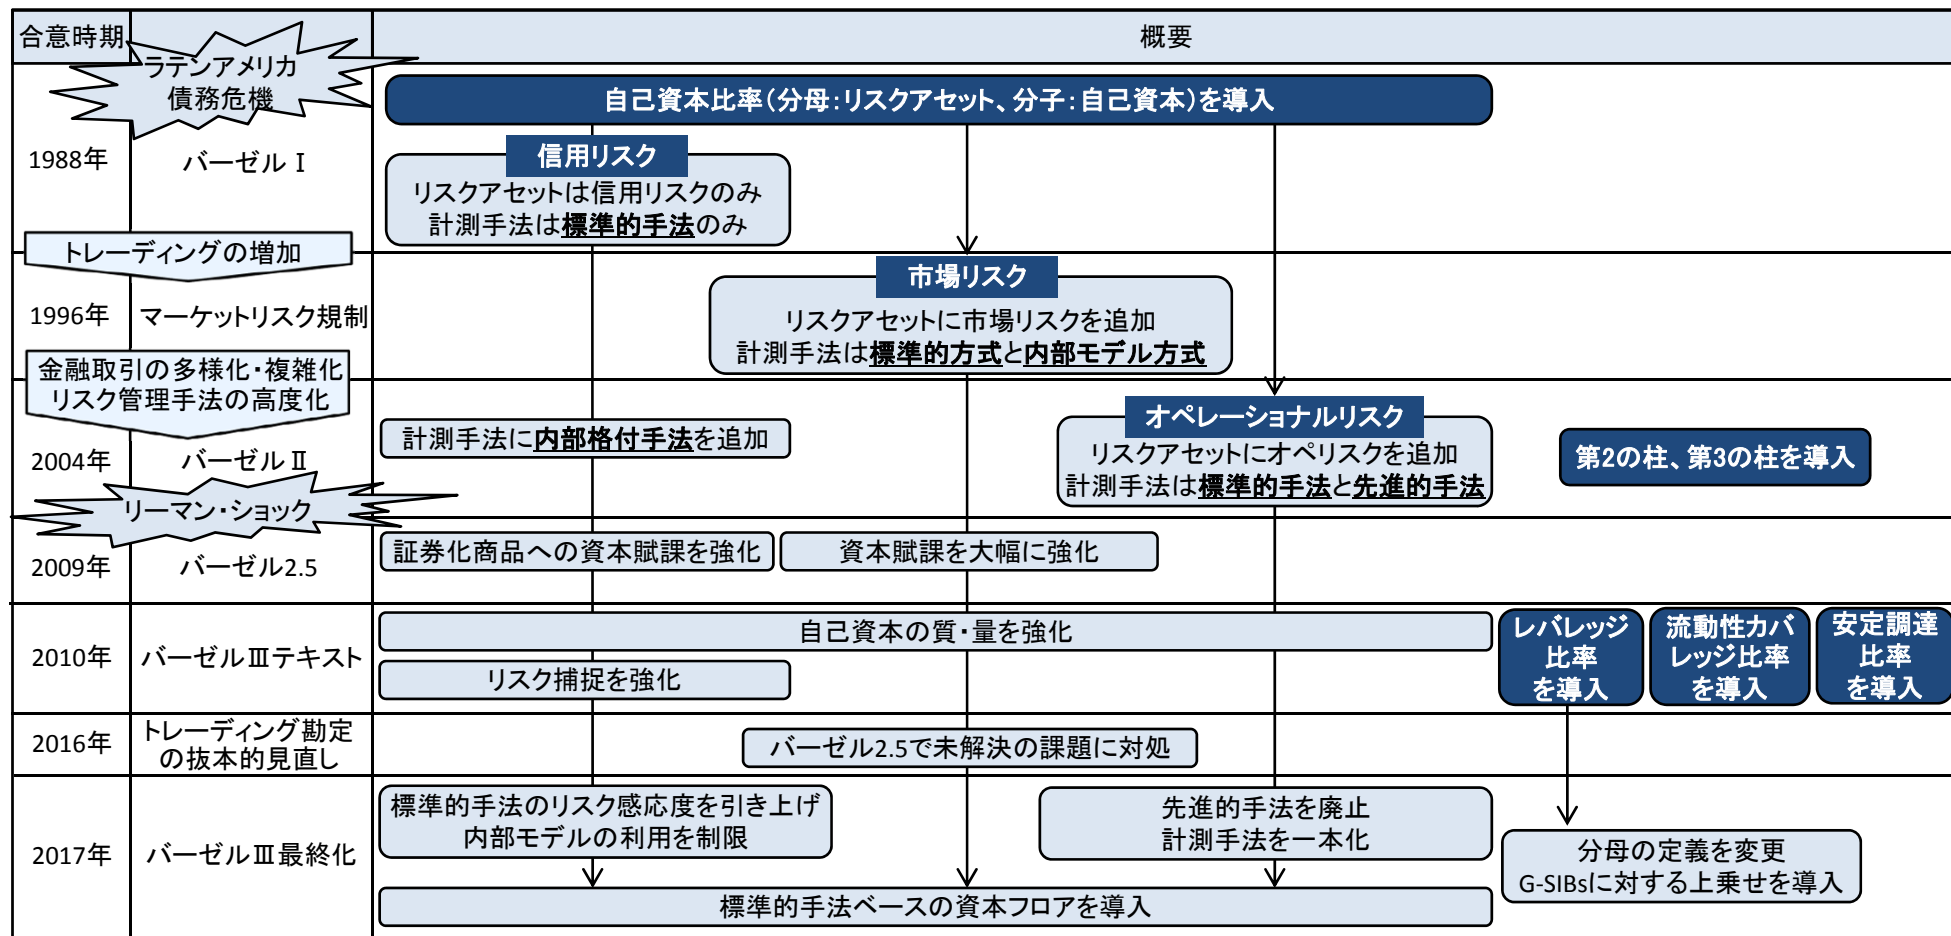 合意時期
概要
ラテンアメリカ
債務危機
自己資本比率(分母:リスクアセット、分子:自己資本)を導入
1988年
バーゼルⅠ
信用リスク
リスクアセットは信用リスクのみ
計測手法は標準的手法のみ
トレーディングの増加
1996年
マーケットリスク規制
市場リスク
リスクアセットに市場リスクを追加
計測手法は標準的方式と内部モデル方式
金融取引の多様化・複雑化
リスク管理手法の高度化
2004年
バーゼルⅡ
計測手法に内部格付手法を追加
オペレーショナルリスク
リスクアセットにオペリスクを追加
計測手法は標準的手法と先進的手法
第2の柱、第3の柱を導入
リーマン・ショック
2009年
バーゼル2.5
証券化商品への資本賦課を強化
資本賦課を大幅に強化
2010年
バーゼルⅢテキスト
自己資本の質・量を強化
リスク捕捉を強化
レバレッジ
比率
を導入
流動性カバ
レッジ比率
を導入
安定調達
比率
を導入
2016年
トレーディング勘定
の抜本的見直し
バーゼル2.5で未解決の課題に対処
2017年
バーゼルⅢ最終化
標準的手法のリスク感応度を引き上げ
内部モデルの利用を制限
先進的手法を廃止
計測手法を一本化
分母の定義を変更
G-SIBsに対する上乗せを導入
標準的手法ベースの資本フロアを導入